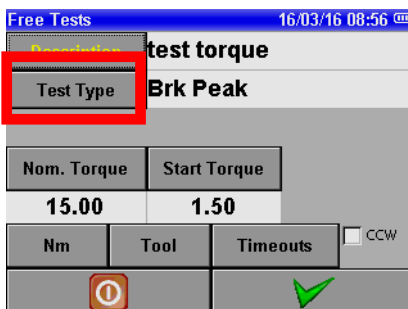 Free Tests 16/03/16 08:56
Description test torque
Test Type Brk Peak
Nom. Torque Start Torque
15.00 1.50
Nm Tool Timeouts CCW